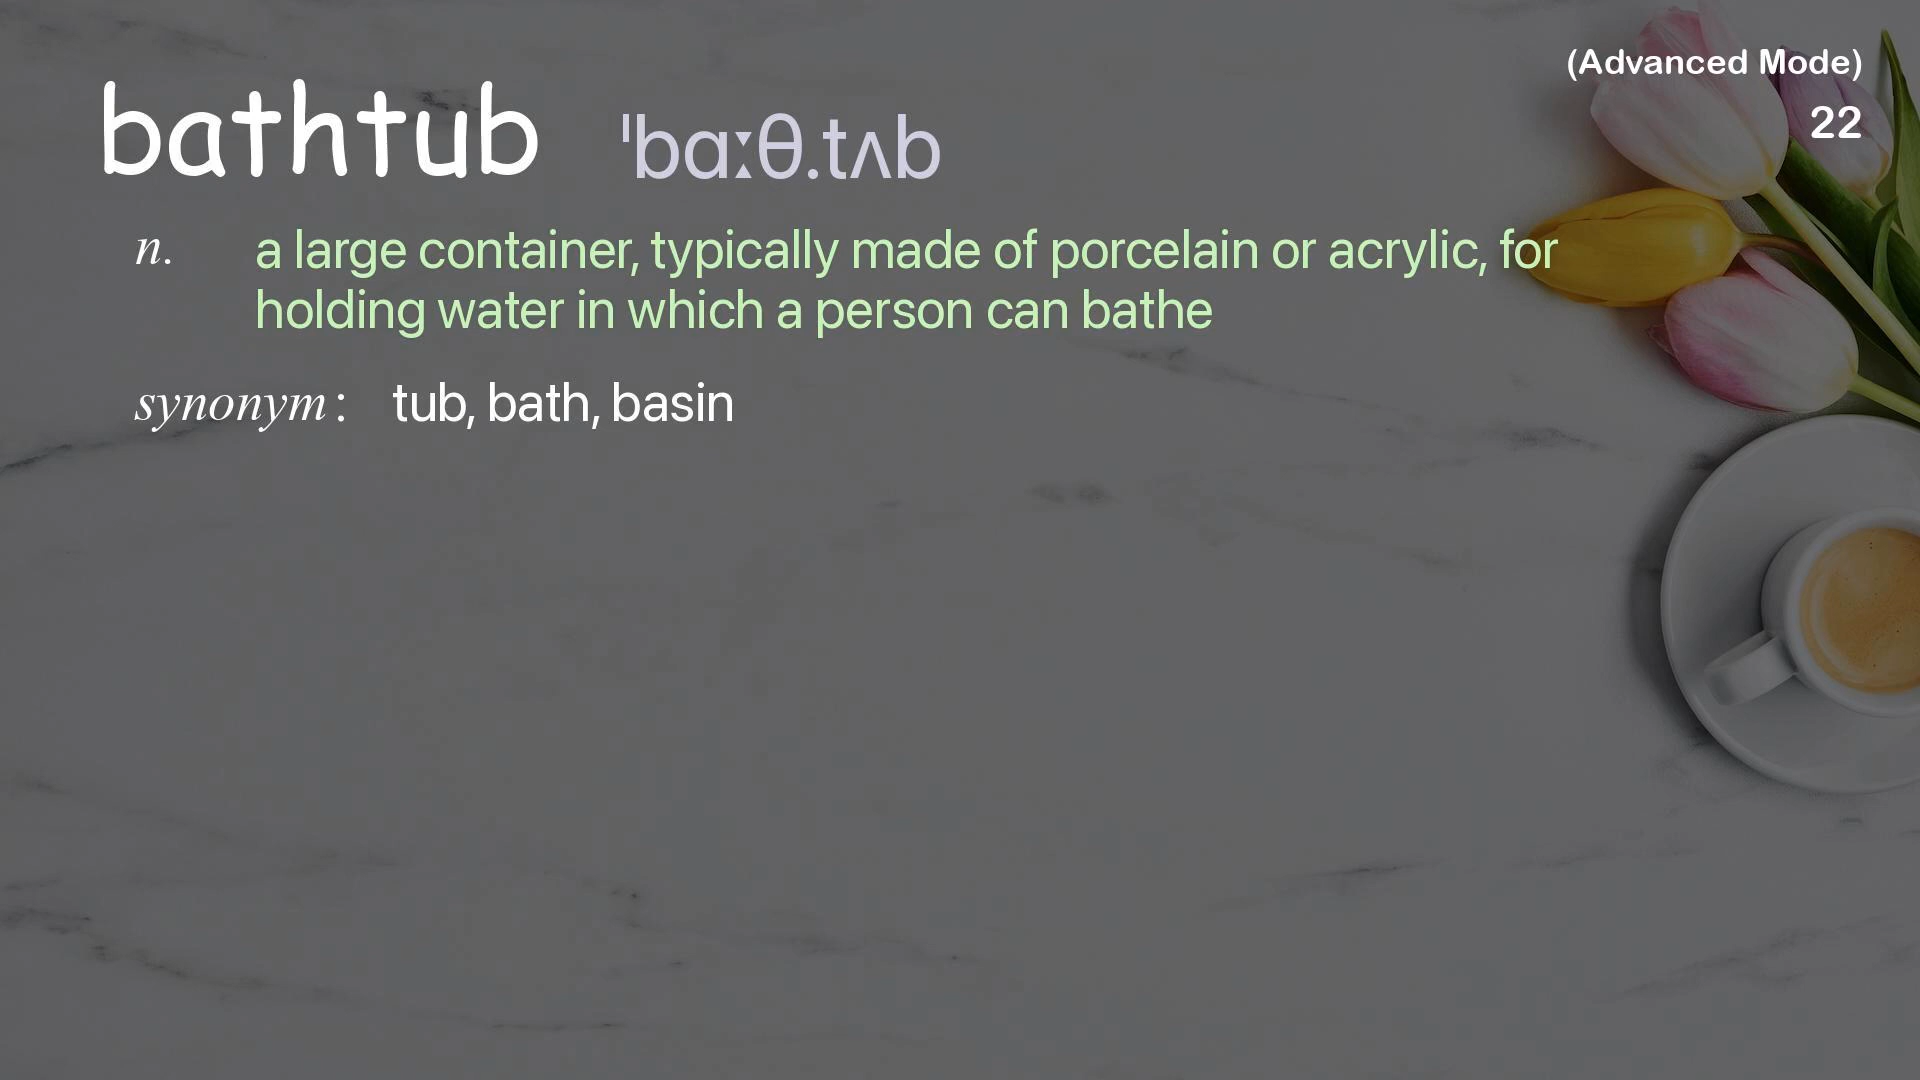 (Advanced Mode)
22
bathtub ˈbɑːθ.tʌb
n. a large container, typically made of porcelain or acrylic, for
holding water in which a person can bathe
synonym: tub, bath, basin